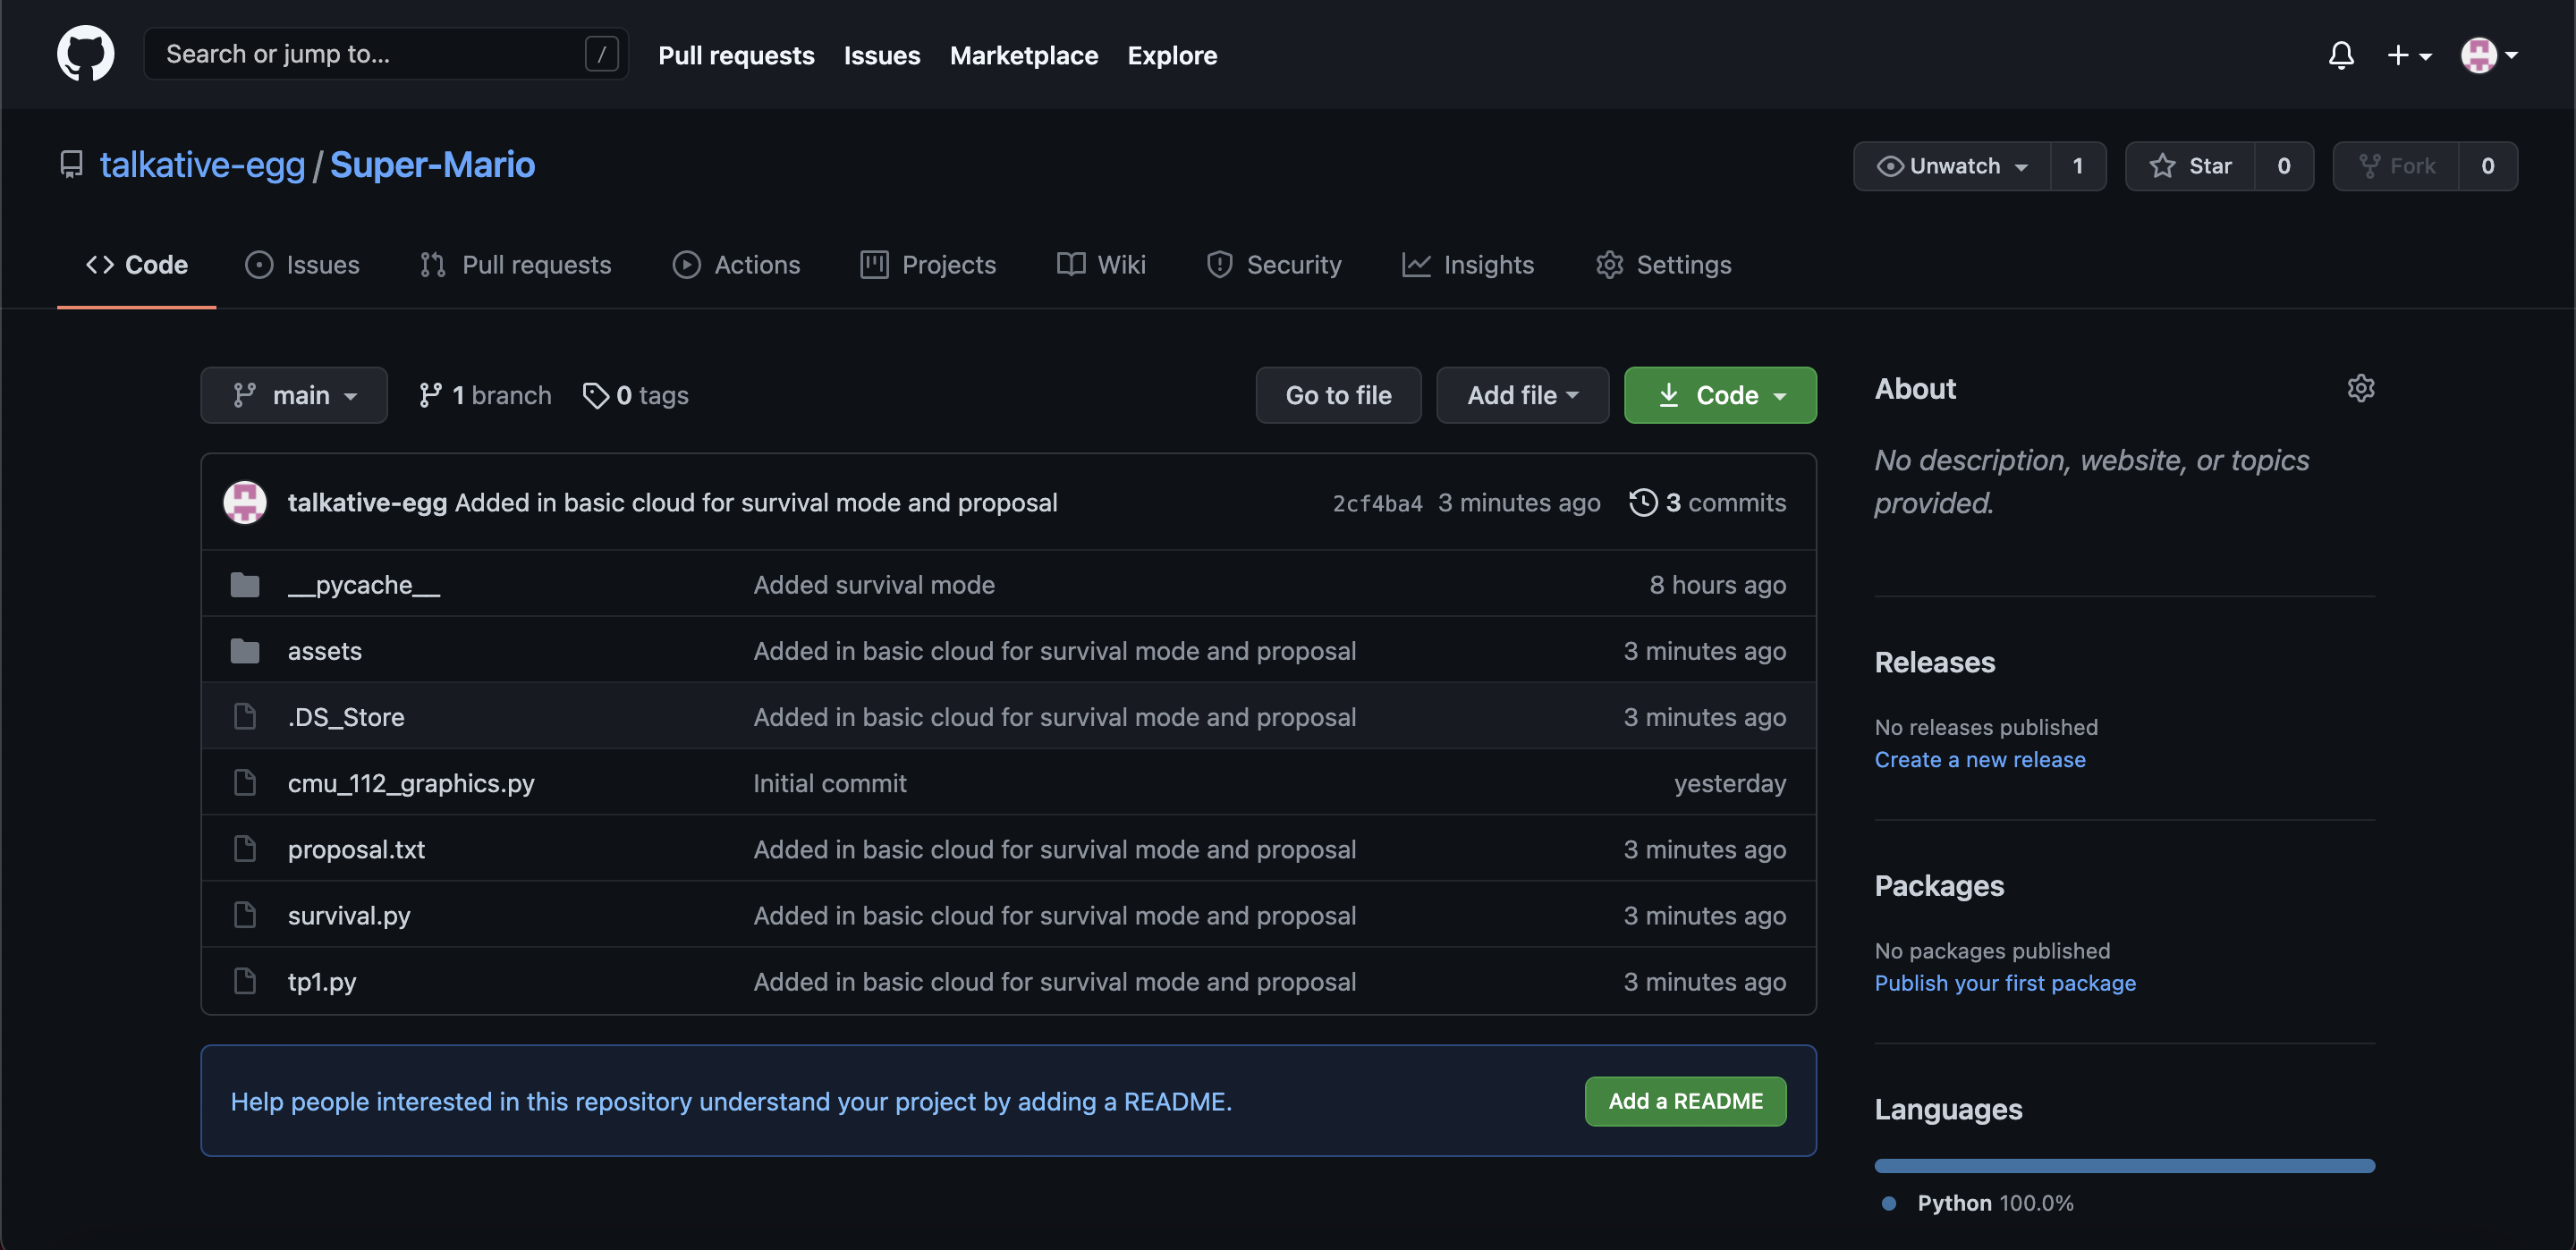 Search or jump to... /
Pull requests Issues Marketplace Explore
talkative-egg / Super-Mario
Unwatch 1 Star 0 Fork 0
Code Issues Pull requests Actions Projects Wiki Security Insights Settings
main 1 branch 0 tags Go to file Add file Code
talkative-egg Added in basic cloud for survival mode and proposal 2cf4ba4 3 minutes ago 3 commits
__pycache__ Added survival mode 8 hours ago
assets Added in basic cloud for survival mode and proposal 3 minutes ago
.DS_Store Added in basic cloud for survival mode and proposal 3 minutes ago
cmu_112_graphics.py Initial commit yesterday
proposal.txt Added in basic cloud for survival mode and proposal 3 minutes ago
survival.py Added in basic cloud for survival mode and proposal 3 minutes ago
tp1.py Added in basic cloud for survival mode and proposal 3 minutes ago
Help people interested in this repository understand your project by adding a README. Add a README
About
No description, website, or topics
provided.
Releases
No releases published
Create a new release
Packages
No packages published
Publish your first package
Languages
Python 100.0%